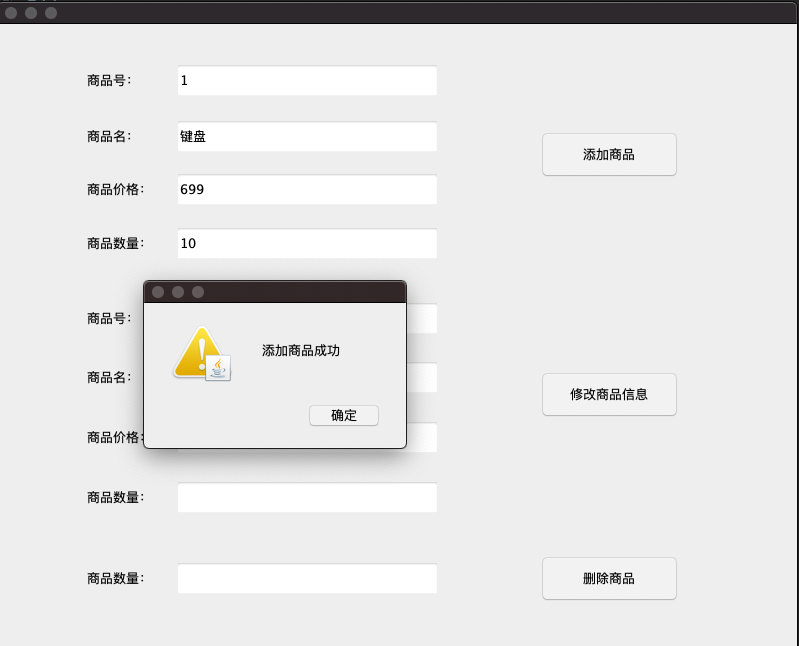 商品号：
1
商品名：
键盘
添加商品
商品价格：
699
商品数量：
10
商品号：
添加商品成功
商品名：
修改商品信息
确定
商品价格：
商品数量：
商品数量：
删除商品